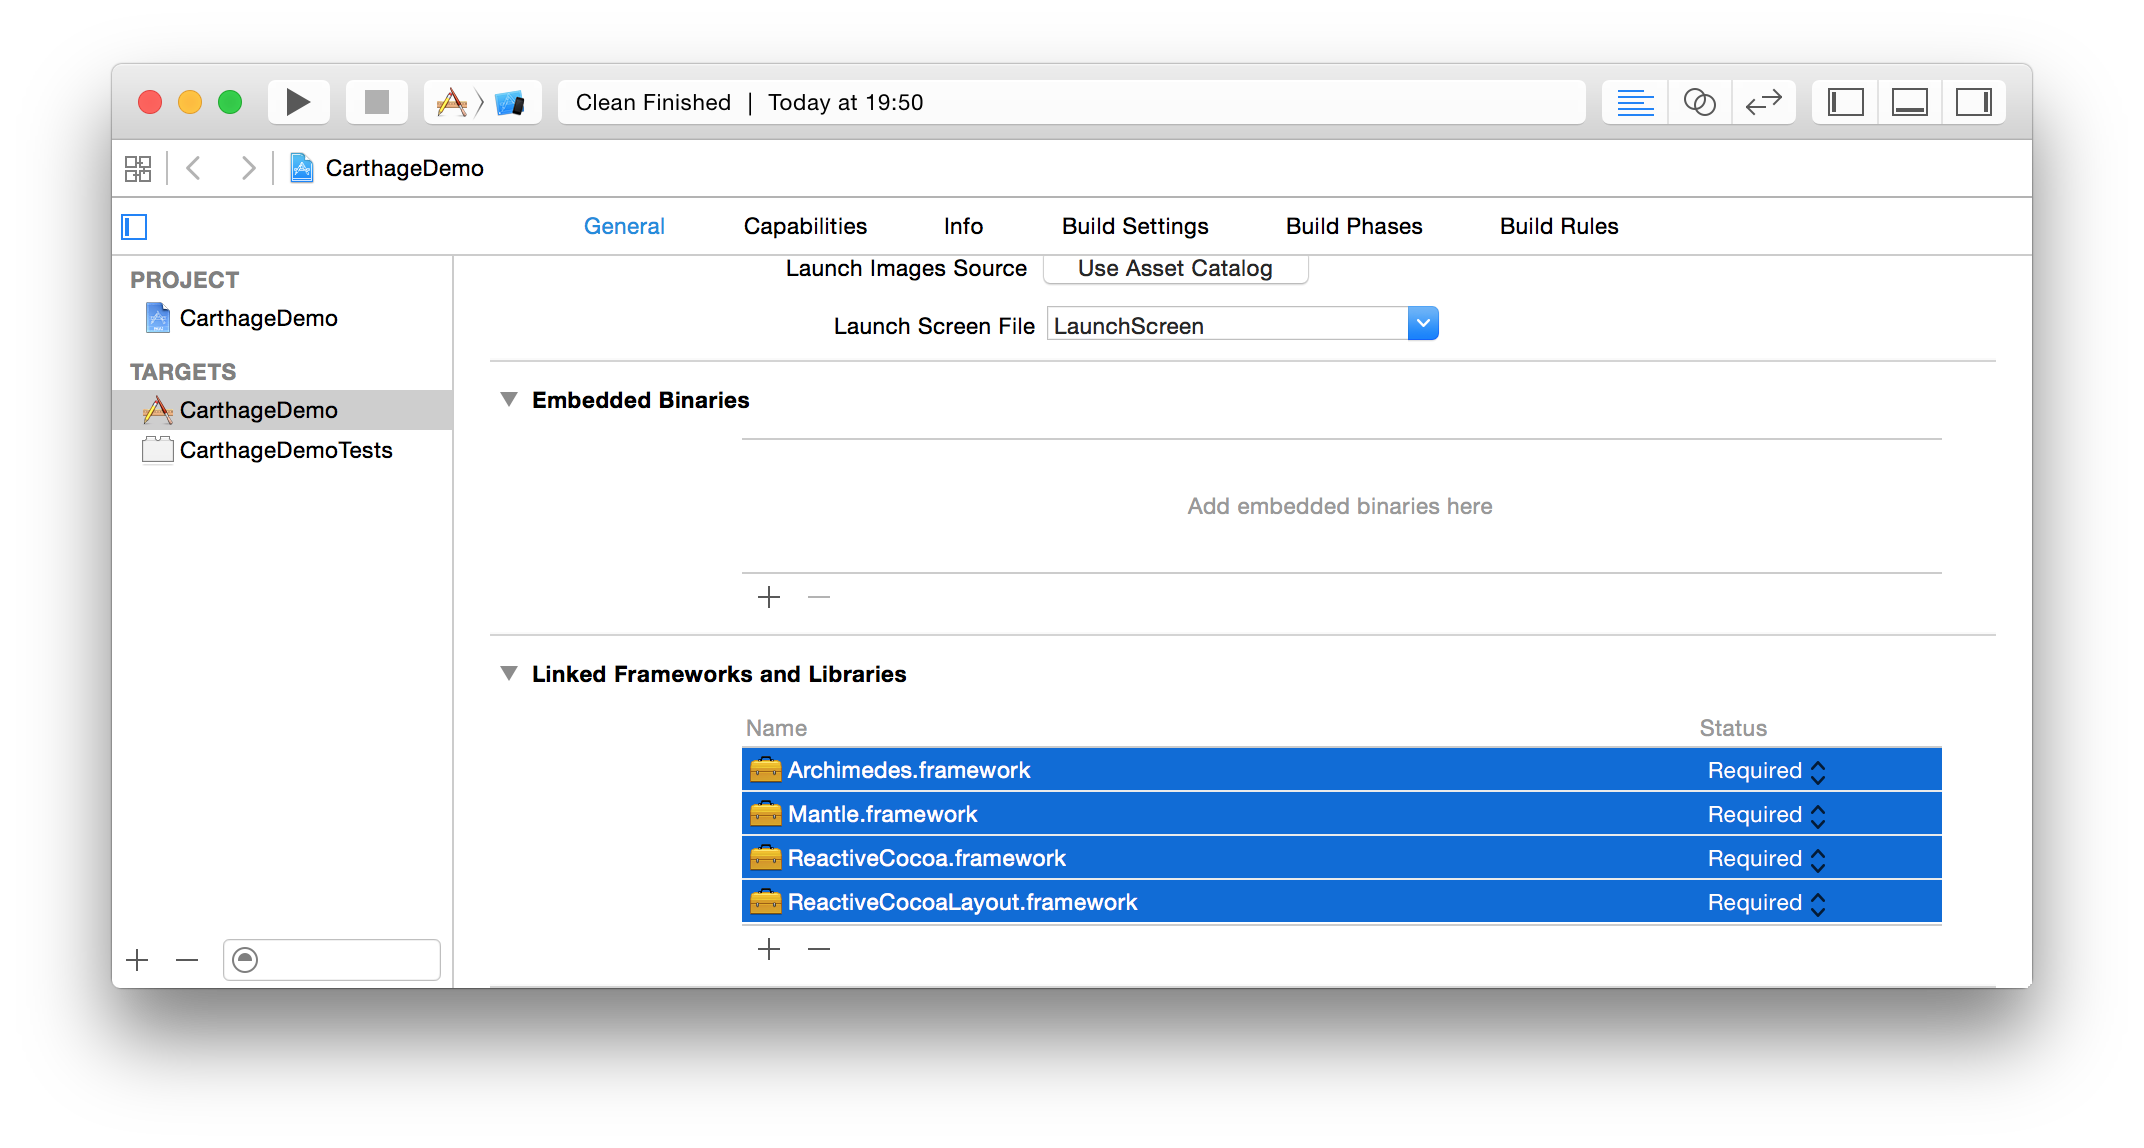 Clean Finished | Today at 19:50
CarthageDemo
General Capabilities Info Build Settings Build Phases Build Rules
PROJECT
CarthageDemo
TARGETS
CarthageDemo
CarthageDemoTests
Launch Images Source Use Asset Catalog
Launch Screen File LaunchScreen
Embedded Binaries
Add embedded binaries here
Linked Frameworks and Libraries
Name Status
Archimedes.framework Required
Mantle.framework Required
ReactiveCocoa.framework Required
ReactiveCocoaLayout.framework Required